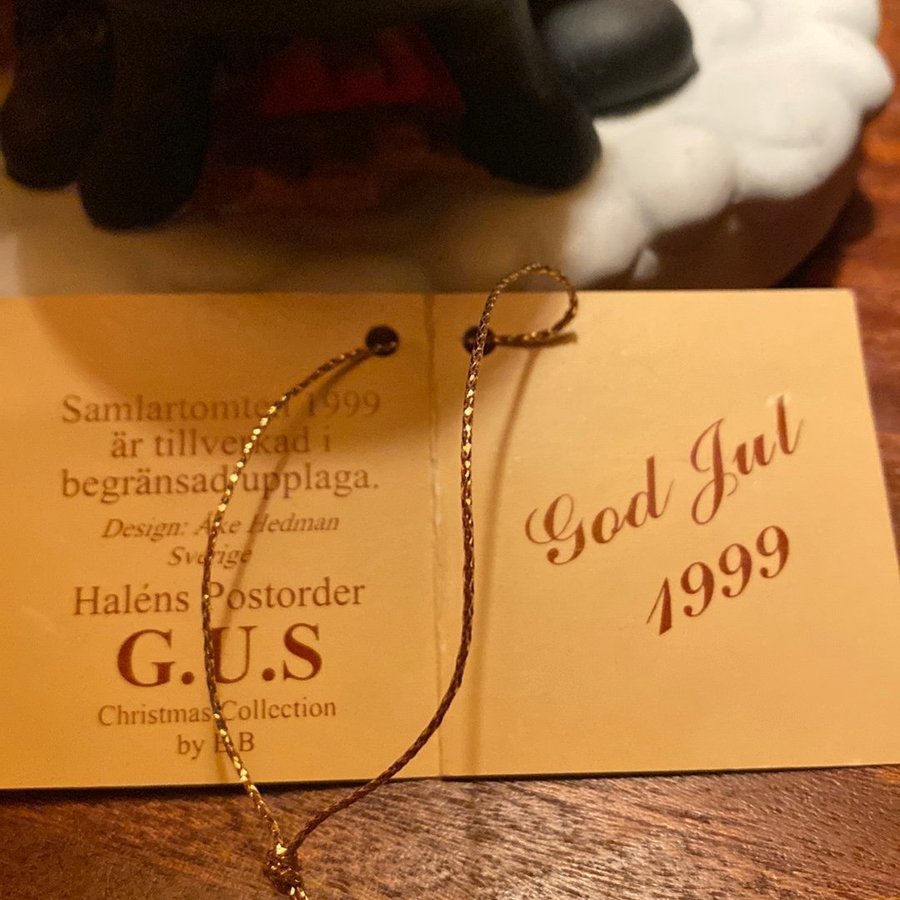 Samlartomten 1999
är tillverkad i
begränsad upplaga.
Design: Åke Hedman
Sverige
Haléns Postorder
G.U.S
Christmas Collection
by B.B
God Jul
1999